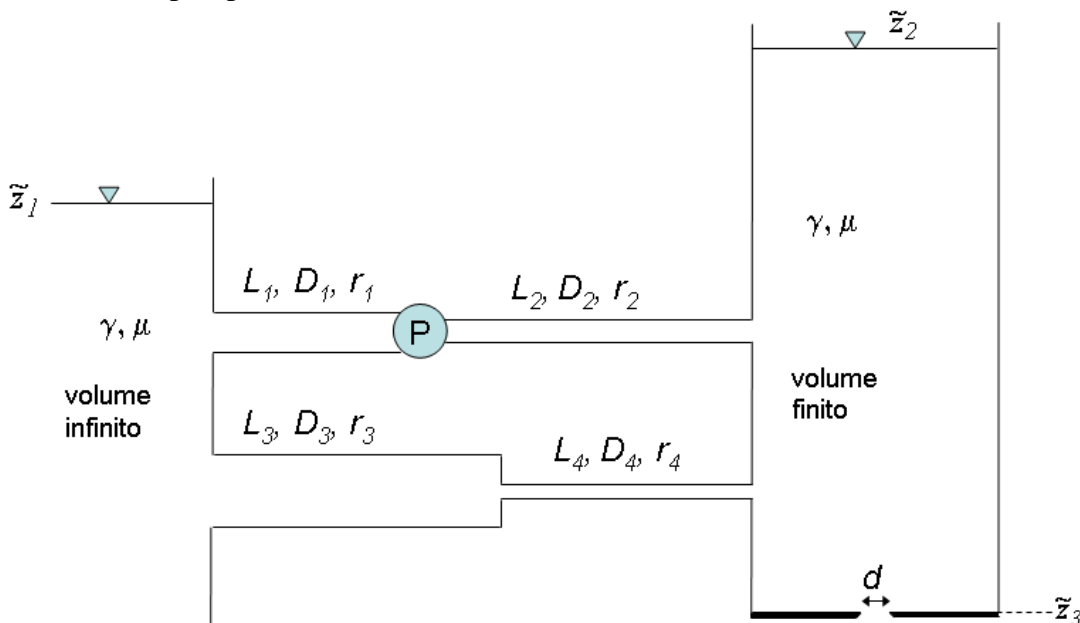 z̃₂
z̃₁
γ, μ
L₁, D₁, r₁
L₂, D₂, r₂
P
γ, μ
volume
infinito
volume
finito
L₃, D₃, r₃
L₄, D₄, r₄
d
z̃₃